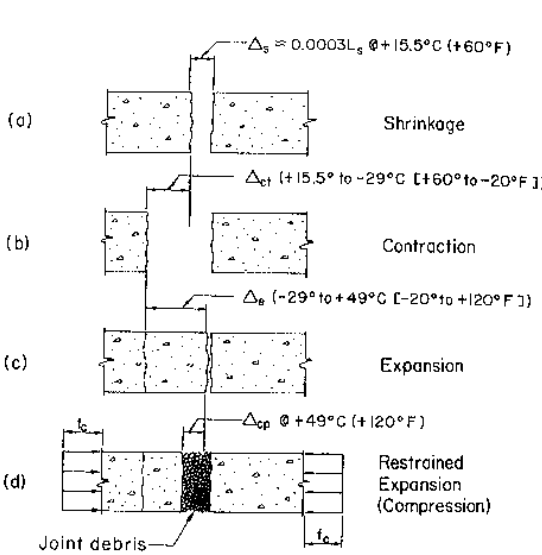 Δs ≈ 0.0003Ls @ +15.5°C (+60°F)
(a)
Shrinkage
Δct (+15.5° to -29°C [+60° to -20°F])
(b)
Contraction
Δe (-29° to +49°C [-20° to +120°F])
(c)
Expansion
Δcp @ +49°C (+120°F)
fc
(d)
Restrained
Expansion
(Compression)
fc
Joint debris